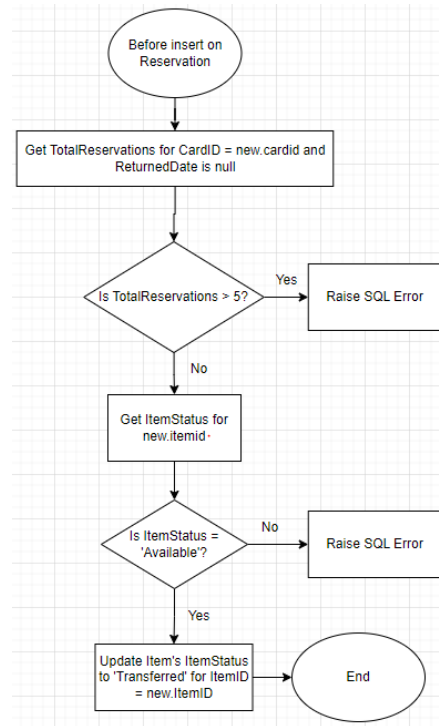 Before insert on
Reservation
Get TotalReservations for CardID = new.cardid and
ReturnedDate is null
Is TotalReservations > 5?
Yes
Raise SQL Error
No
Get ItemStatus for
new.itemid
Is ItemStatus =
'Available'?
No
Raise SQL Error
Yes
Update Item's ItemStatus
to 'Transferred' for ItemID
= new.ItemID
End